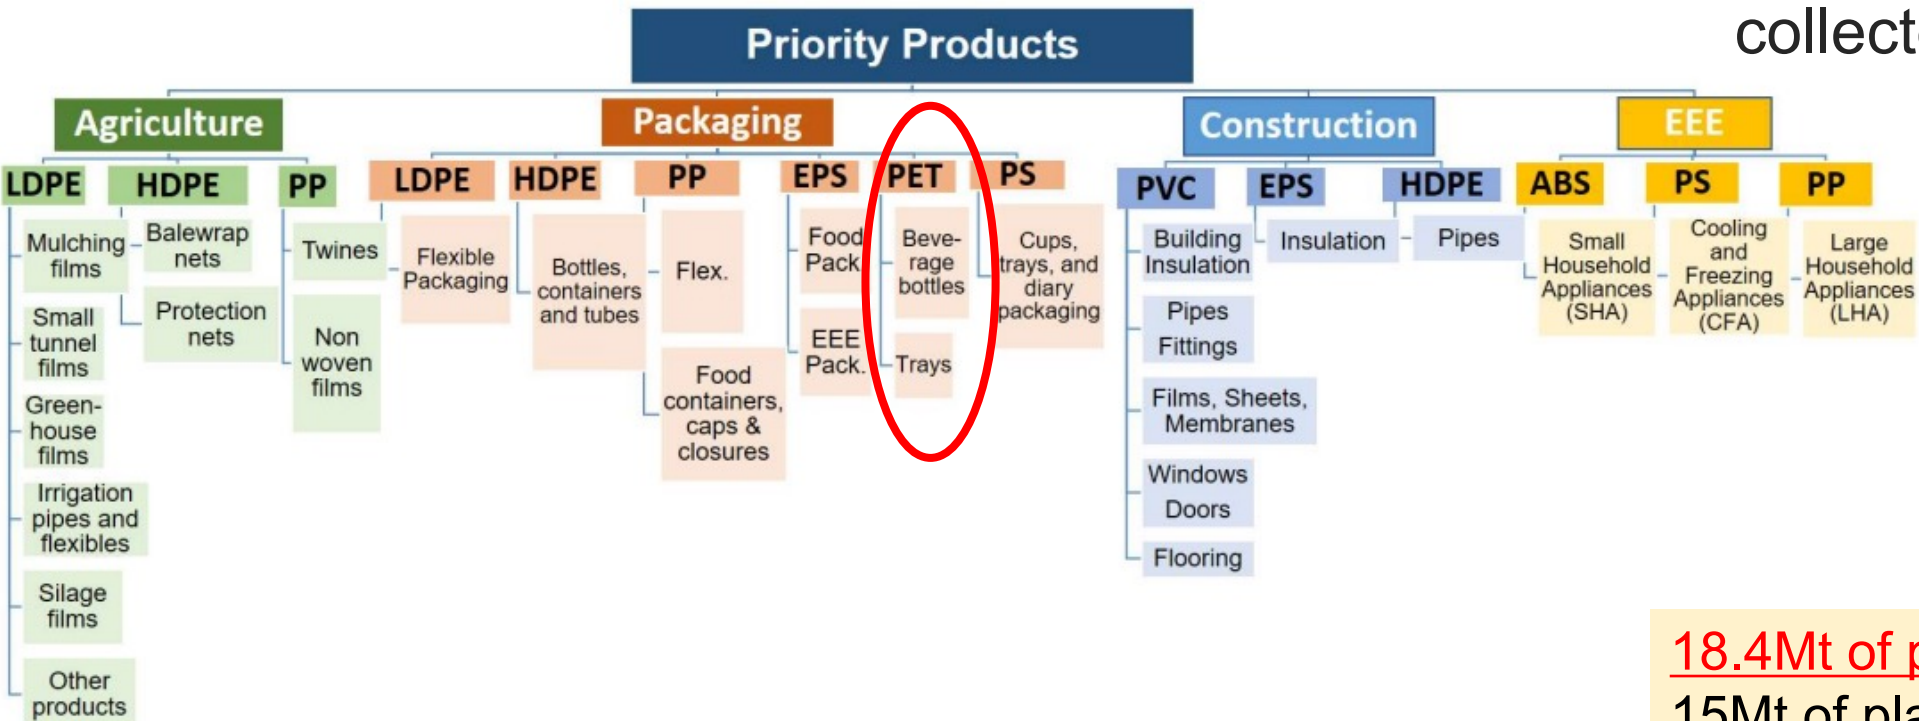 collect
Priority Products
Agriculture
Packaging
Construction
EEE
LDPE
HDPE
PP
LDPE
HDPE
PP
EPS
PET
PS
PVC
EPS
HDPE
ABS
PS
PP
Mulching
films
Small
tunnel
films
Green-
house
films
Irrigation
pipes and
flexibles
Silage
films
Other
products
Balewrap
nets
Protection
nets
Twines
Non
woven
films
Flexible
Packaging
Bottles,
containers
and tubes
Flex.
Food
containers,
caps &
closures
Food
Pack.
EEE
Pack.
Beve-
rage
bottles
Trays
Cups,
trays, and
diary
packaging
Building
Insulation
Pipes
Fittings
Films, Sheets,
Membranes
Windows
Doors
Flooring
Insulation
Pipes
Small
Household
Appliances
(SHA)
Cooling
and
Freezing
Appliances
(CFA)
Large
Household
Appliances
(LHA)
18.4Mt of p
15Mt of pla